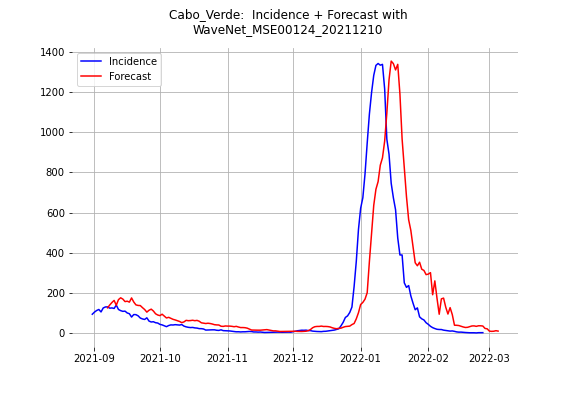 Cabo_Verde:  Incidence + Forecast with
WaveNet_MSE00124_20211210
Incidence
Forecast
1400
1200
1000
800
600
400
200
0
2021-09 2021-10 2021-11 2021-12 2022-01 2022-02 2022-03